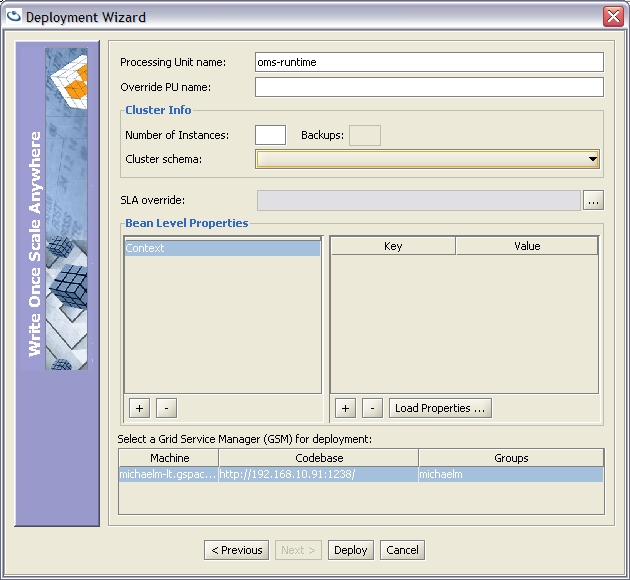 Deployment Wizard
Write Once Scale Anywhere
Processing Unit name: oms-runtime
Override PU name:
Cluster Info
Number of Instances: Backups:
Cluster schema:
SLA override: ...
Bean Level Properties
Context Key Value
+ - + - Load Properties ...
Select a Grid Service Manager (GSM) for deployment:
Machine Codebase Groups
michaelm-lt.gspac... http://192.168.10.91:1238/ michaelm
< Previous Next > Deploy Cancel